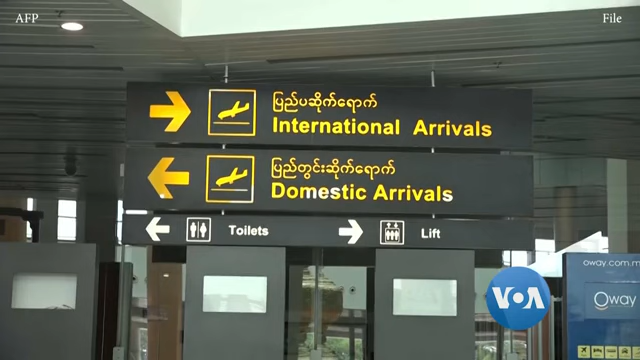 AFP
File
ပြည်ပဆိုက်ရောက်
International Arrivals
ပြည်တွင်းဆိုက်ရောက်
Domestic Arrivals
Toilets
Lift
VOA
oway.com.m
Oway